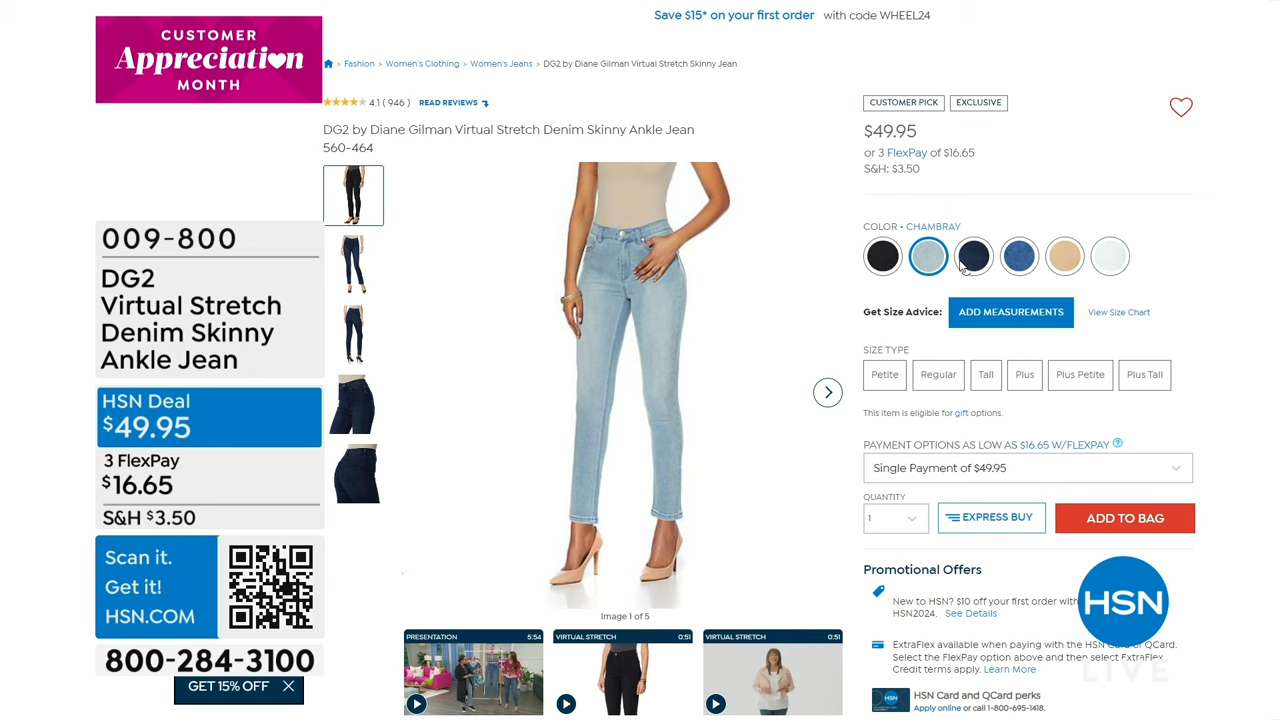 Save $15* on your first order with code WHEEL24
CUSTOMER
Appreciation
MONTH
Fashion > Women's Clothing > Women's Jeans > DG2 by Diane Gilman Virtual Stretch Skinny Jean
4.1 ( 946 ) READ REVIEWS
DG2 by Diane Gilman Virtual Stretch Denim Skinny Ankle Jean
560-464
009-800
DG2
Virtual Stretch
Denim Skinny
Ankle Jean
HSN Deal
$49.95
3 FlexPay
$16.65
S&H $3.50
Scan it.
Get it!
HSN.COM
800-284-3100
GET 15% OFF
Image 1 of 5
PRESENTATION 5:54
VIRTUAL STRETCH 0:51
VIRTUAL STRETCH 0:51
CUSTOMER PICK EXCLUSIVE
$49.95
or 3 FlexPay of $16.65
S&H: $3.50
COLOR • CHAMBRAY
Get Size Advice: ADD MEASUREMENTS View Size Chart
SIZE TYPE
Petite Regular Tall Plus Plus Petite Plus Tall
This item is eligible for gift options.
PAYMENT OPTIONS AS LOW AS $16.65 W/FLEXPAY ?
Single Payment of $49.95
QUANTITY
1 EXPRESS BUY ADD TO BAG
Promotional Offers
New to HSN? $10 off your first order with
HSN2024. See Details
ExtraFlex available when paying with the HSN Card or QCard.
Select the FlexPay option above and then select ExtraFlex.
Credit terms apply. Learn More
HSN Card and QCard perks
Apply online or call 1-800-695-1418.
HSN
LIVE